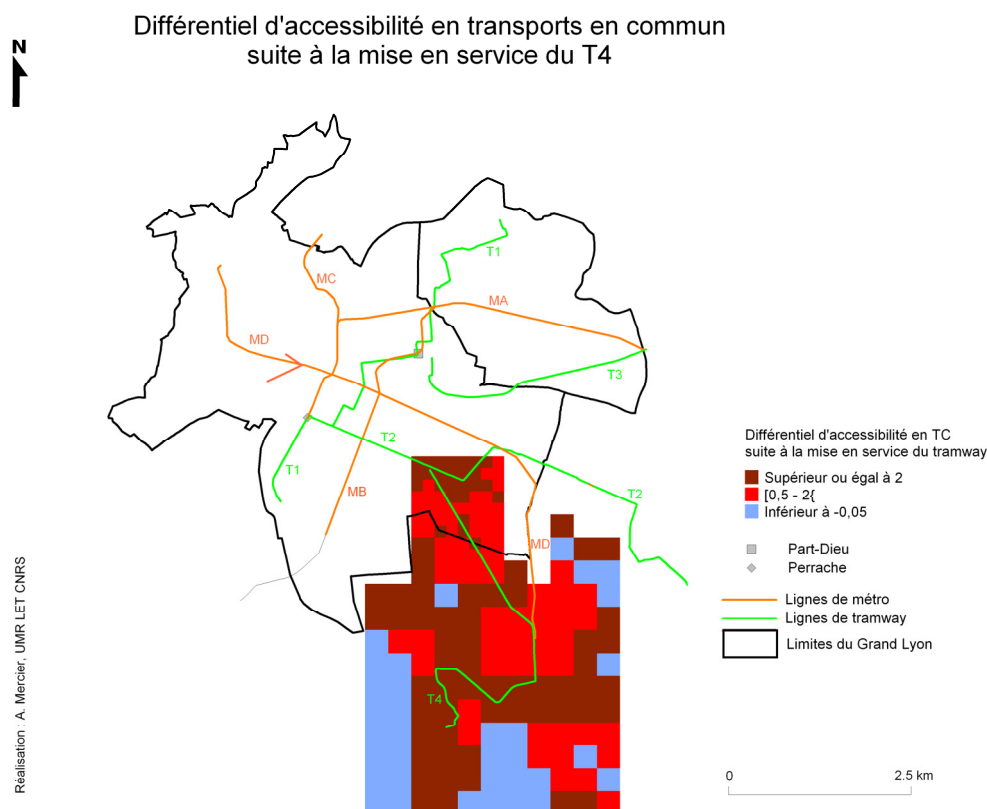 Différentiel d'accessibilité en transports en commun
suite à la mise en service du T4
N
T1
MC
MA
MD
T3
T2
T1
MB
T2
MD
T4
Différentiel d'accessibilité en TC
suite à la mise en service du tramway
Supérieur ou égal à 2
[0,5 - 2{
Inférieur à -0,05
Part-Dieu
Perrache
Lignes de métro
Lignes de tramway
Limites du Grand Lyon
0 2.5 km
Réalisation : A. Mercier, UMR LET CNRS